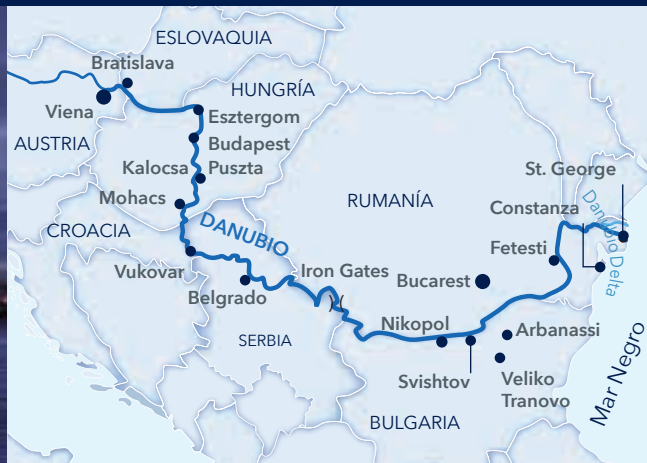 ESLOVAQUIA
Bratislava
HUNGRÍA
Viena
Esztergom
AUSTRIA
Budapest
Kalocsa
Puszta
St. George
Mohacs
RUMANÍA
Constanza
Danubio Delta
CROACIA
DANUBIO
Vukovar
Iron Gates
Fetesti
Belgrado
Bucarest
Nikopol
Arbanassi
SERBIA
Svishtov
Veliko
Tranovo
Mar Negro
BULGARIA